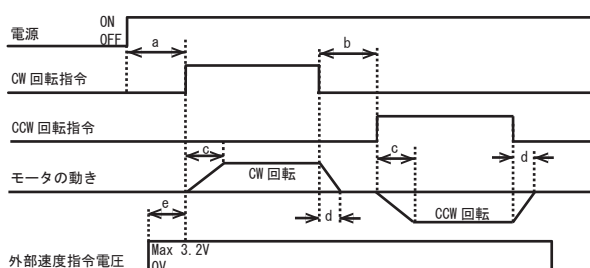 電源
ON
OFF
a
b
CW 回転指令
CCW 回転指令
c
c
d
モータの動き
CW 回転
e
d
CCW 回転
外部速度指令電圧
Max 3.2V
0V